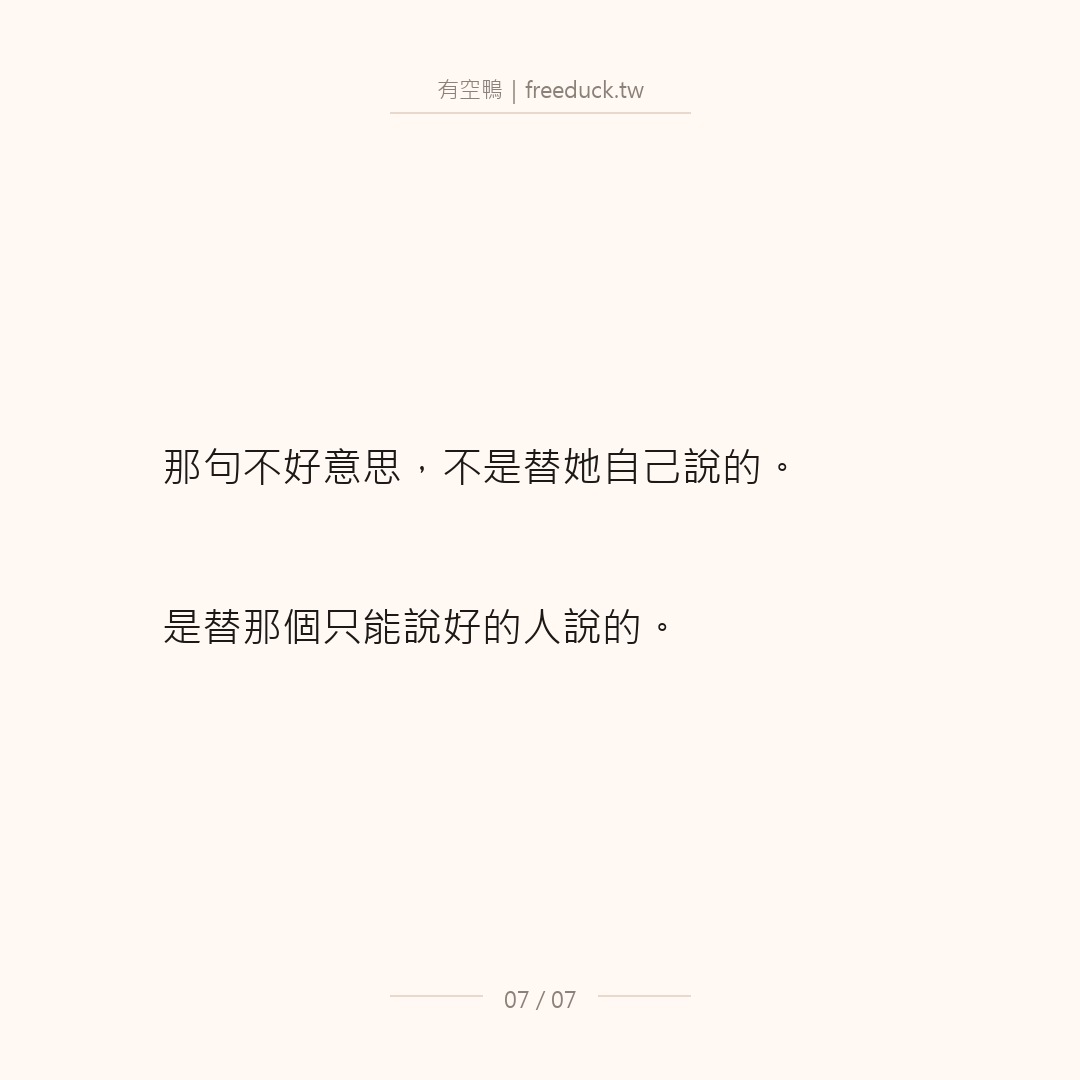 有空鴨 | freeduck.tw
那句不好意思，不是替她自己說的。
是替那個只能說好的人說的。
07 / 07